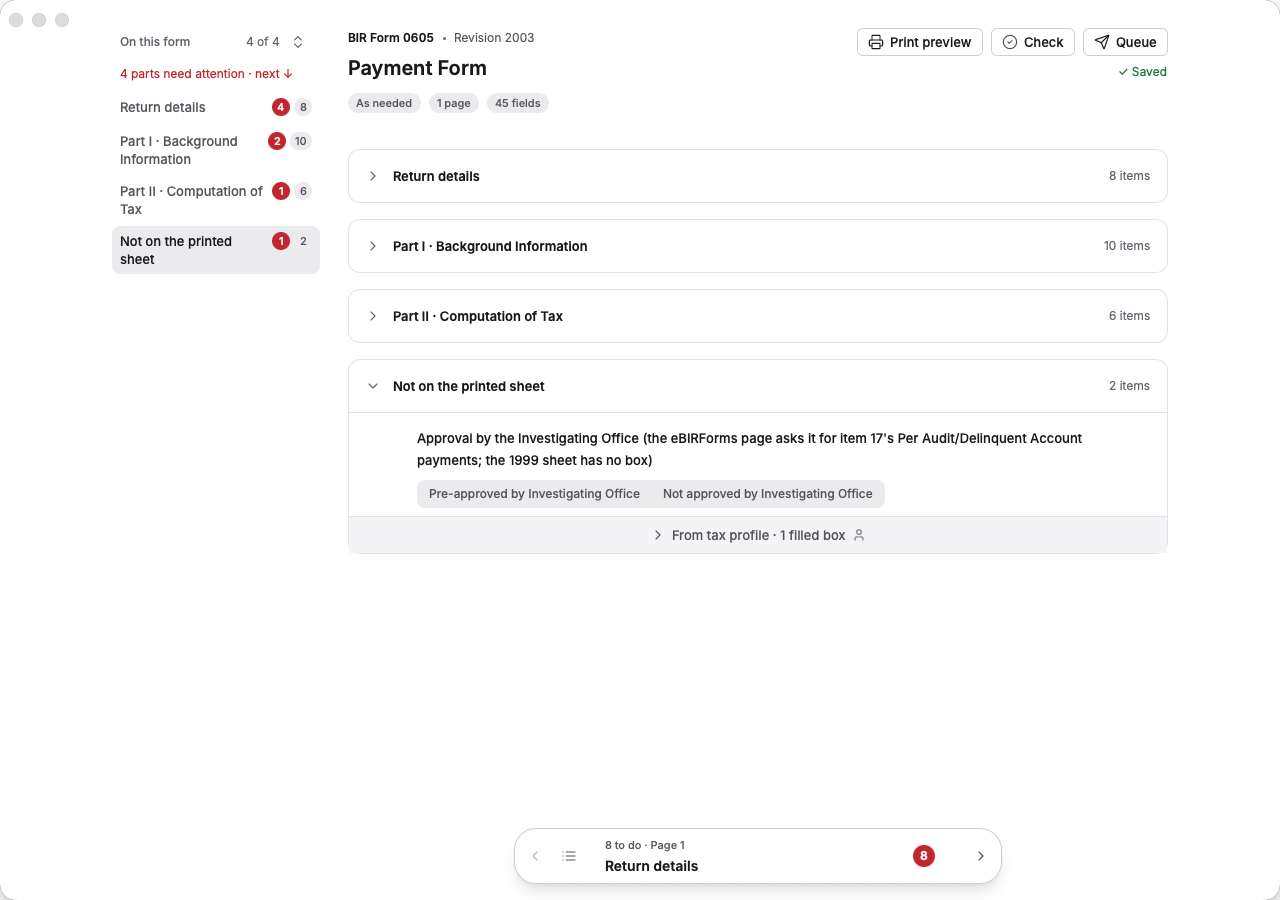 On this form
4 of 4
4 parts need attention · next ↓
Return details
4
8
Part I · Background
Information
2
10
Part II · Computation of
Tax
1
6
Not on the printed
sheet
1
2
BIR Form 0605 • Revision 2003
Payment Form
As needed
1 page
45 fields
Print preview
Check
Queue
✓ Saved
Return details
8 items
Part I · Background Information
10 items
Part II · Computation of Tax
6 items
Not on the printed sheet
2 items
Approval by the Investigating Office (the eBIRForms page asks it for item 17's Per Audit/Delinquent Account
payments; the 1999 sheet has no box)
Pre-approved by Investigating Office
Not approved by Investigating Office
From tax profile · 1 filled box
8 to do · Page 1
Return details
8